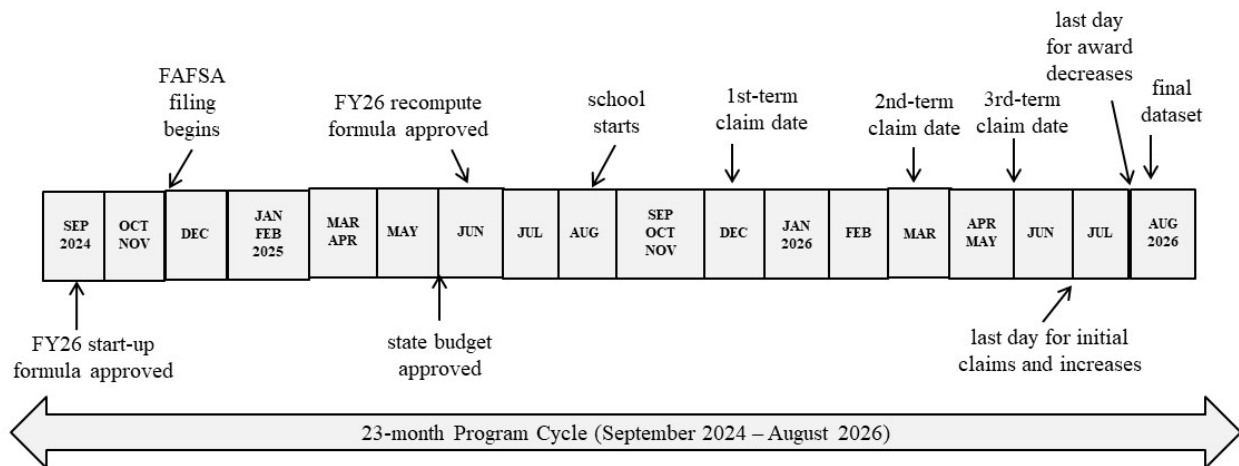 last day
for award
decreases
FAFSA
filing
begins
FY26 recompute
formula approved
school
starts
1st-term
claim date
2nd-term
claim date
3rd-term
claim date
final
dataset
SEP
2024
OCT
NOV
DEC
JAN
FEB
2025
MAR
APR
MAY
JUN
JUL
AUG
SEP
OCT
NOV
DEC
JAN
2026
FEB
MAR
APR
MAY
JUN
JUL
AUG
2026
FY26 start-up
formula approved
state budget
approved
last day for initial
claims and increases
23-month Program Cycle (September 2024 – August 2026)